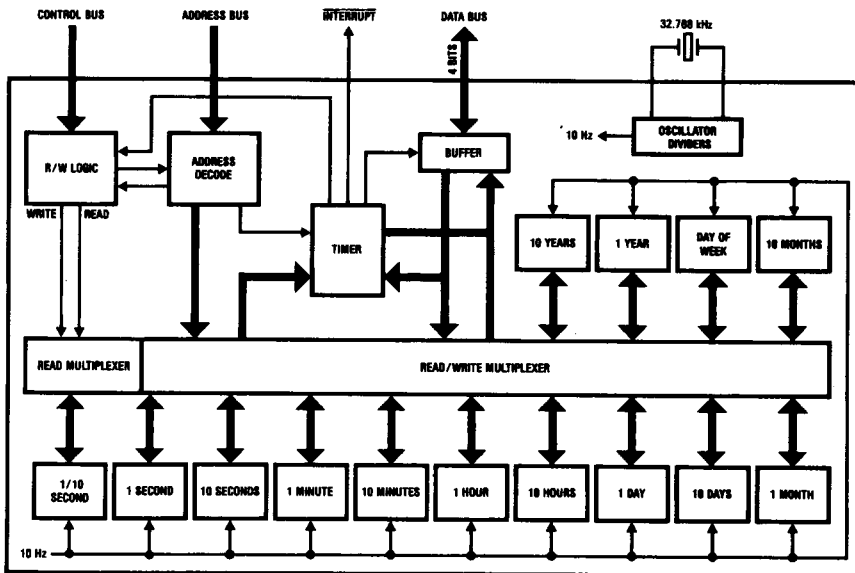 CONTROL BUS
ADDRESS BUS
INTERRUPT
DATA BUS
32.768 kHz
4 BITS
R/W LOGIC
ADDRESS
DECODE
BUFFER
10 Hz
OSCILLATOR
DIVIDERS
WRITE
READ
TIMER
10 YEARS
1 YEAR
DAY OF
WEEK
10 MONTHS
READ MULTIPLEXER
READ/WRITE MULTIPLEXER
1/10
SECOND
1 SECOND
10 SECONDS
1 MINUTE
10 MINUTES
1 HOUR
10 HOURS
1 DAY
10 DAYS
1 MONTH
10 Hz